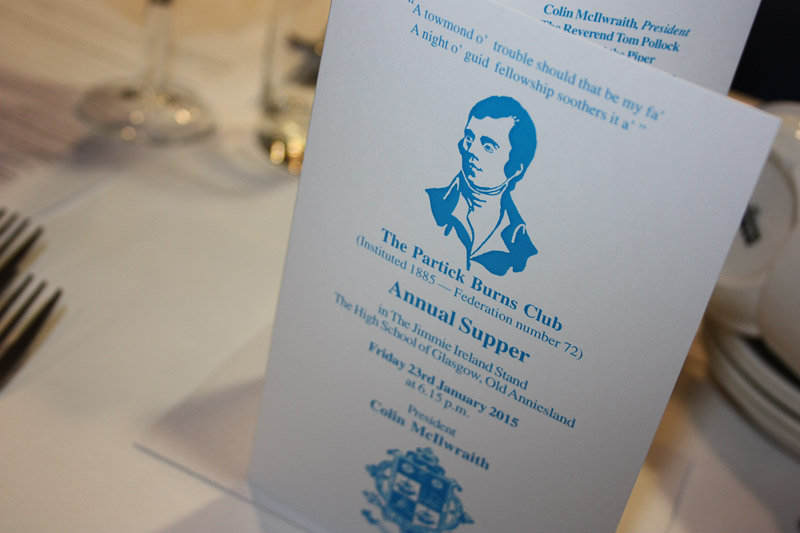 Colin McIlwraith, President
The Reverend Tom Pollock
the Piper
"A towmond o' trouble should that be my fa'
A night o' guid fellowship soothers it a' "
The Partick Burns Club
(Instituted 1885 — Federation number 72)
Annual Supper
in The Jimmie Ireland Stand
The High School of Glasgow, Old Anniesland
Friday 23rd January 2015
at 6.15 p.m.
President
Colin McIlwraith